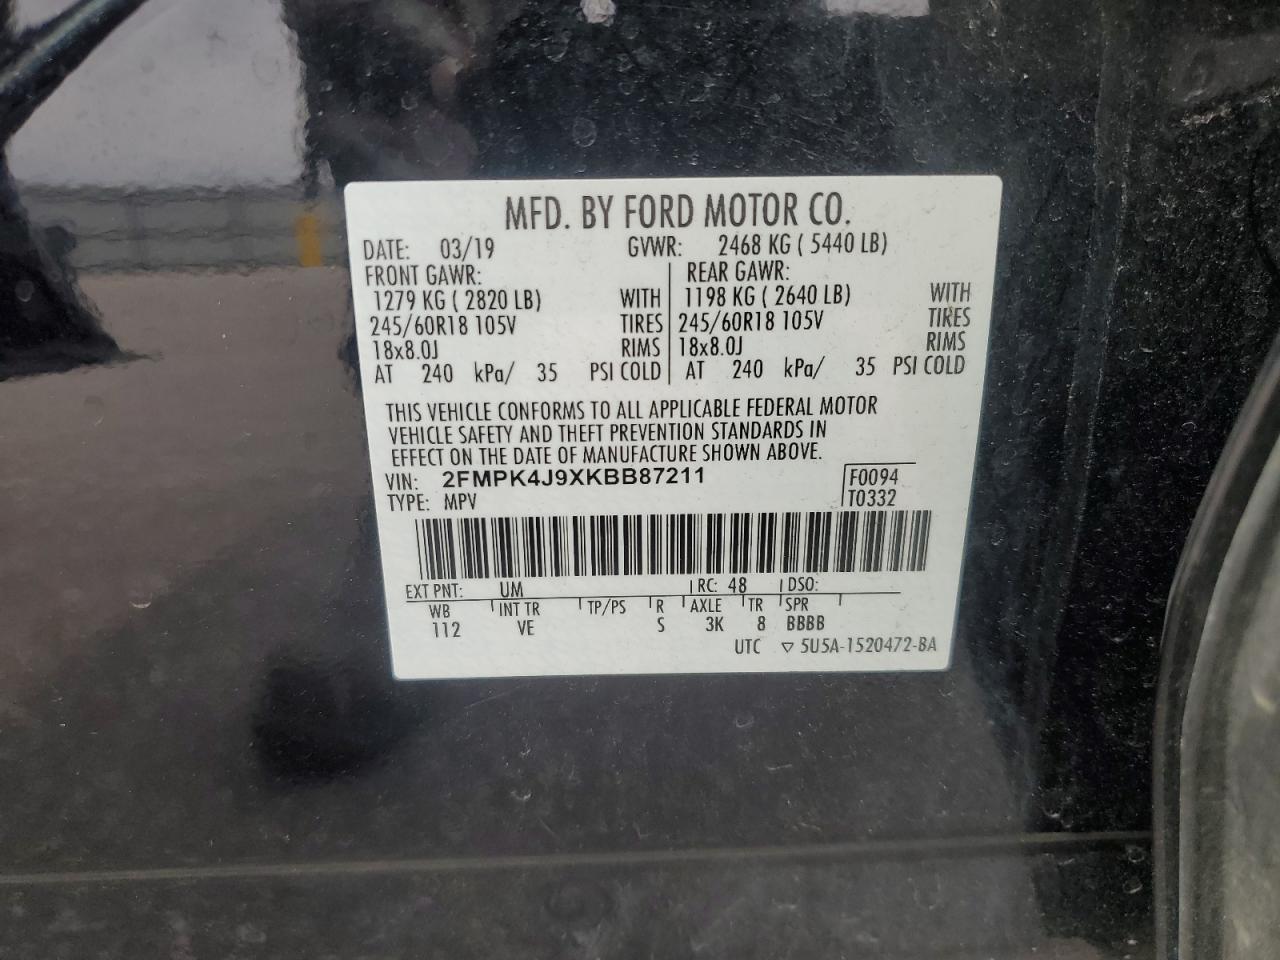 MFD. BY FORD MOTOR CO.
DATE: 03/19 GVWR: 2468 KG ( 5440 LB)
FRONT GAWR: REAR GAWR:
1279 KG ( 2820 LB) WITH 1198 KG ( 2640 LB) WITH
245/60R18 105V TIRES 245/60R18 105V TIRES
18x8.0J RIMS 18x8.0J RIMS
AT 240 kPa/ 35 PSI COLD AT 240 kPa/ 35 PSI COLD
THIS VEHICLE CONFORMS TO ALL APPLICABLE FEDERAL MOTOR
VEHICLE SAFETY AND THEFT PREVENTION STANDARDS IN
EFFECT ON THE DATE OF MANUFACTURE SHOWN ABOVE.
VIN: 2FMPK4J9XKBB87211 F0094
TYPE: MPV T0332
EXT PNT: UM RC: 48 DSO:
WB INT TR TP/PS R AXLE TR SPR
112 VE S 3K 8 BBBB
UTC ▽ 5U5A-1520472-BA